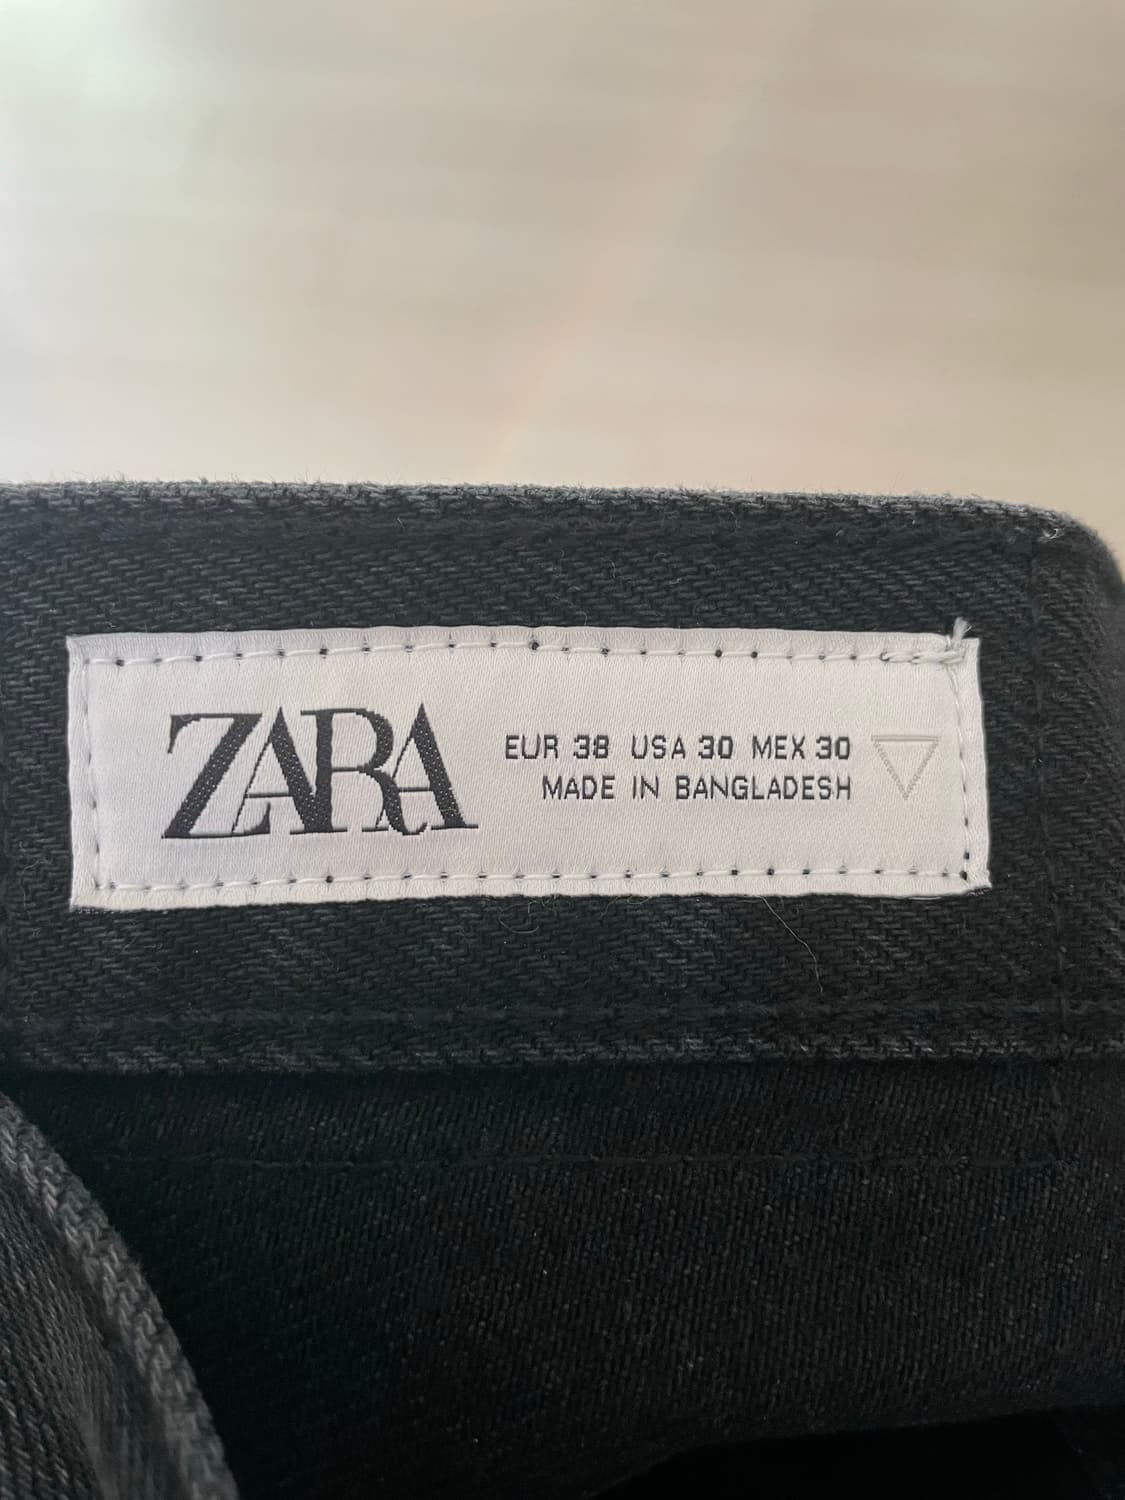 ZARA
EUR 38 USA 30 MEX 30
MADE IN BANGLADESH